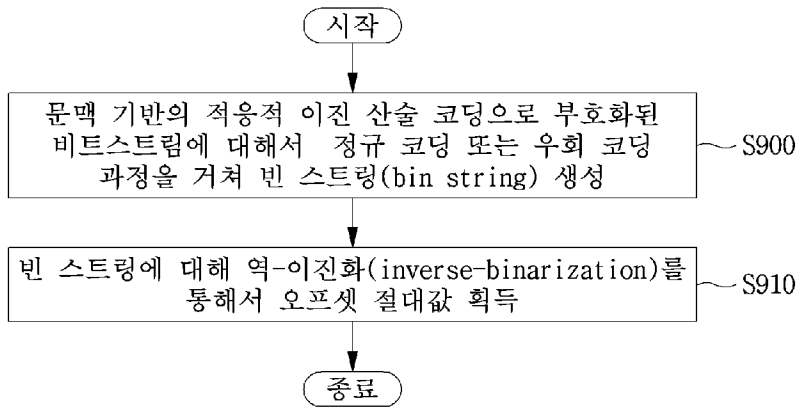 시작
문맥 기반의 적응적 이진 산술 코딩으로 부호화된
비트스트림에 대해서 정규 코딩 또는 우회 코딩
과정을 거쳐 빈 스트링(bin string) 생성
S900
빈 스트링에 대해 역-이진화(inverse-binarization)를
통해서 오프셋 절대값 획득
S910
종료